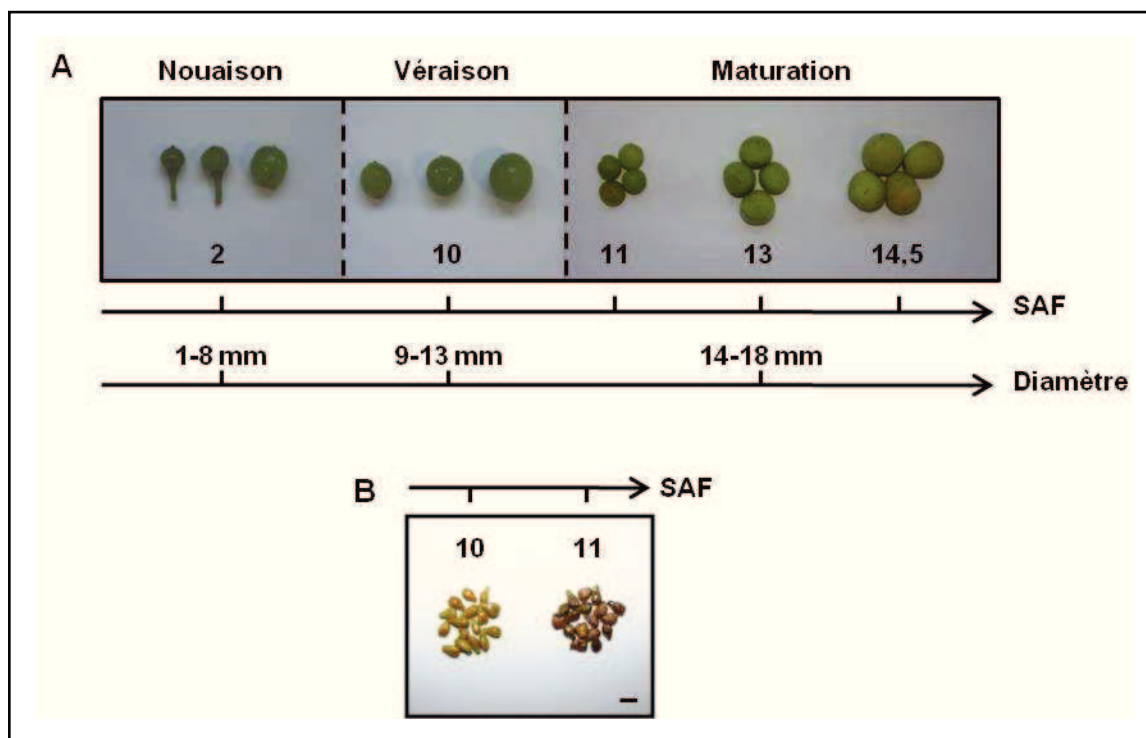 A
Nouaison Véraison Maturation
2 10 11 13 14,5
SAF
1-8 mm 9-13 mm 14-18 mm
Diamètre
B SAF
10 11